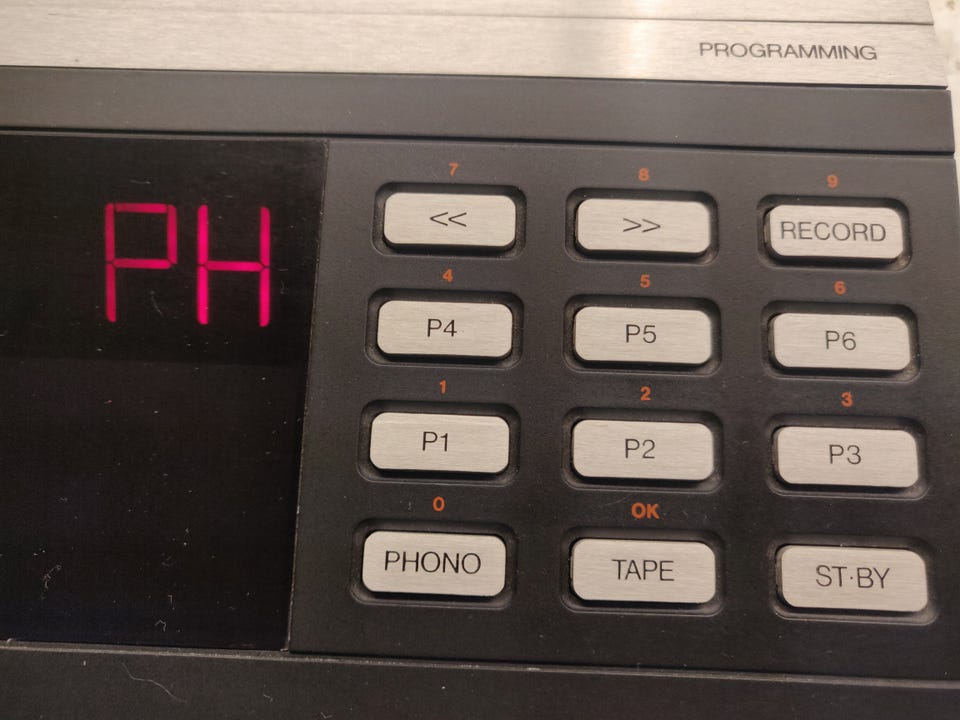 PROGRAMMING
PH
7 8 9
<< >> RECORD
4 5 6
P4 P5 P6
1 2 3
P1 P2 P3
0 OK
PHONO TAPE ST·BY